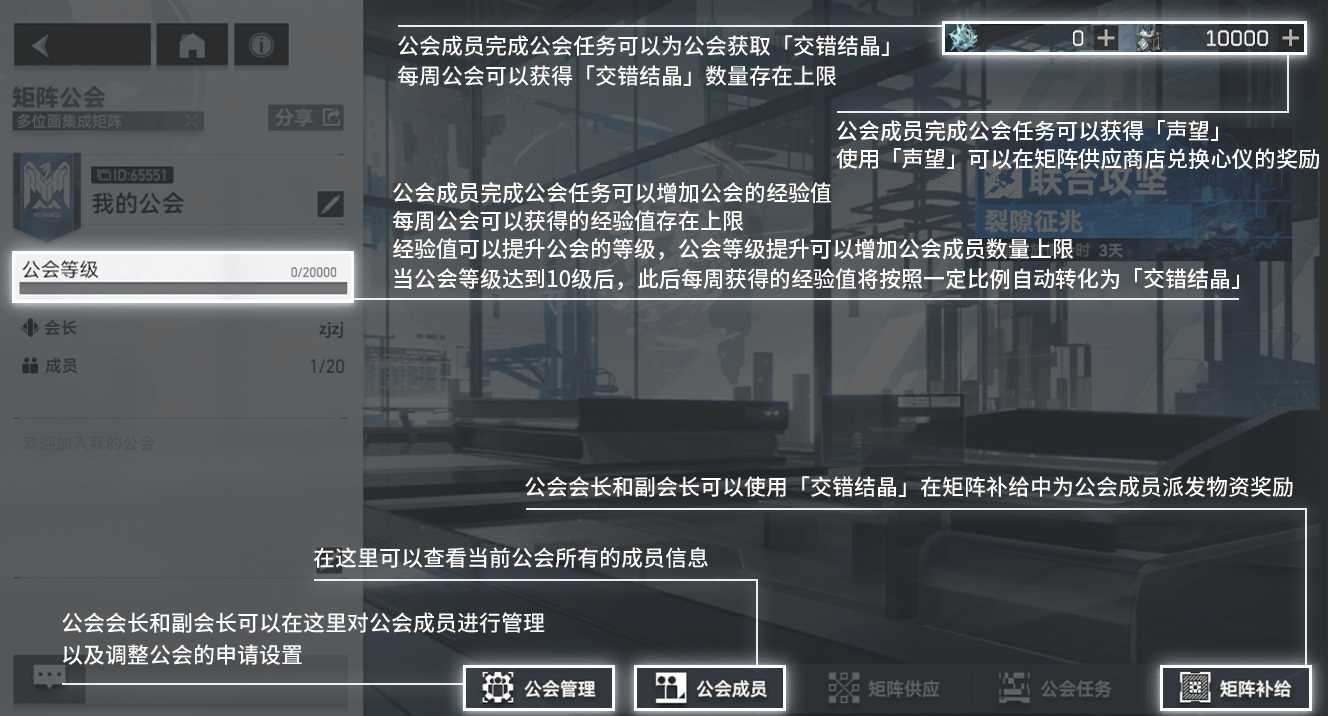 公会成员完成公会任务可以为公会获取「交错结晶」
每周公会可以获得「交错结晶」数量存在上限
0
10000
矩阵公会
多位面集成矩阵
分享
公会成员完成公会任务可以获得「声望」
使用「声望」可以在矩阵供应商店兑换心仪的奖励
ID:65551
我的公会
联合攻坚
裂隙征兆
时 3天
公会成员完成公会任务可以增加公会的经验值
每周公会可以获得的经验值存在上限
经验值可以提升公会的等级，公会等级提升可以增加公会成员数量上限
当公会等级达到10级后，此后每周获得的经验值将按照一定比例自动转化为「交错结晶」
公会等级
0/20000
会长
zjzj
成员
1/20
欢迎加入我的公会
公会会长和副会长可以使用「交错结晶」在矩阵补给中为公会成员派发物资奖励
在这里可以查看当前公会所有的成员信息
公会会长和副会长可以在这里对公会成员进行管理
以及调整公会的申请设置
公会管理
公会成员
矩阵供应
公会任务
矩阵补给